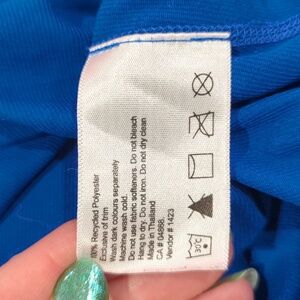 100% Recycled Polyester
Exclusive of trim
Wash dark colours separately
Machine wash cold.
Do not use fabric softeners. Do not bleach
Hang to dry. Do not iron. Do not dry clean
Made in Thailand
CA # 04888.
Vendor # 1423
30°C